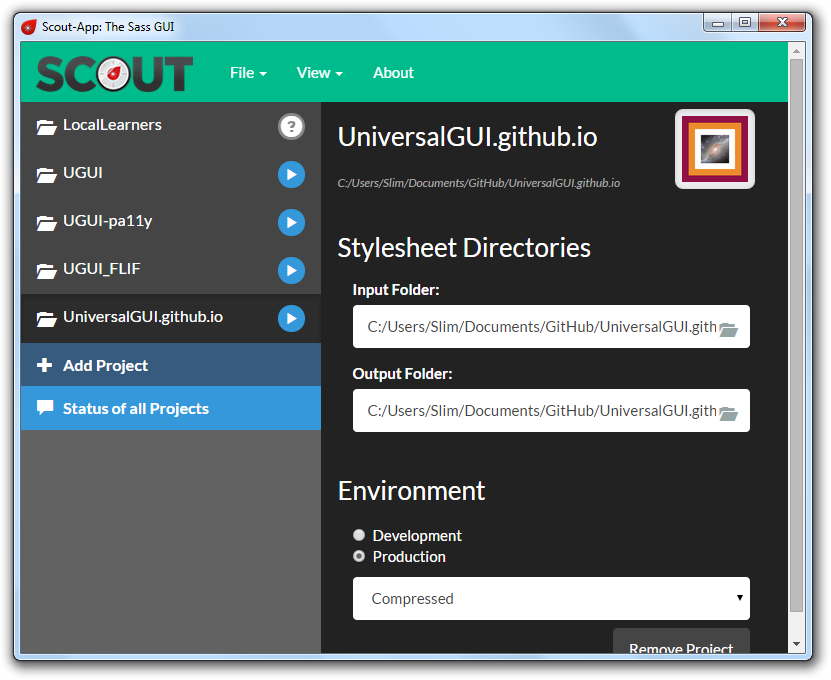 Scout-App: The Sass GUI
SCOUT
File View About
LocalLearners
?
UGUI
UGUI-pa11y
UGUI_FLIF
UniversalGUI.github.io
Add Project
Status of all Projects
UniversalGUI.github.io
C:/Users/Slim/Documents/GitHub/UniversalGUI.github.io
Stylesheet Directories
Input Folder:
C:/Users/Slim/Documents/GitHub/UniversalGUI.gith
Output Folder:
C:/Users/Slim/Documents/GitHub/UniversalGUI.gith
Environment
Development
Production
Compressed
Remove Project